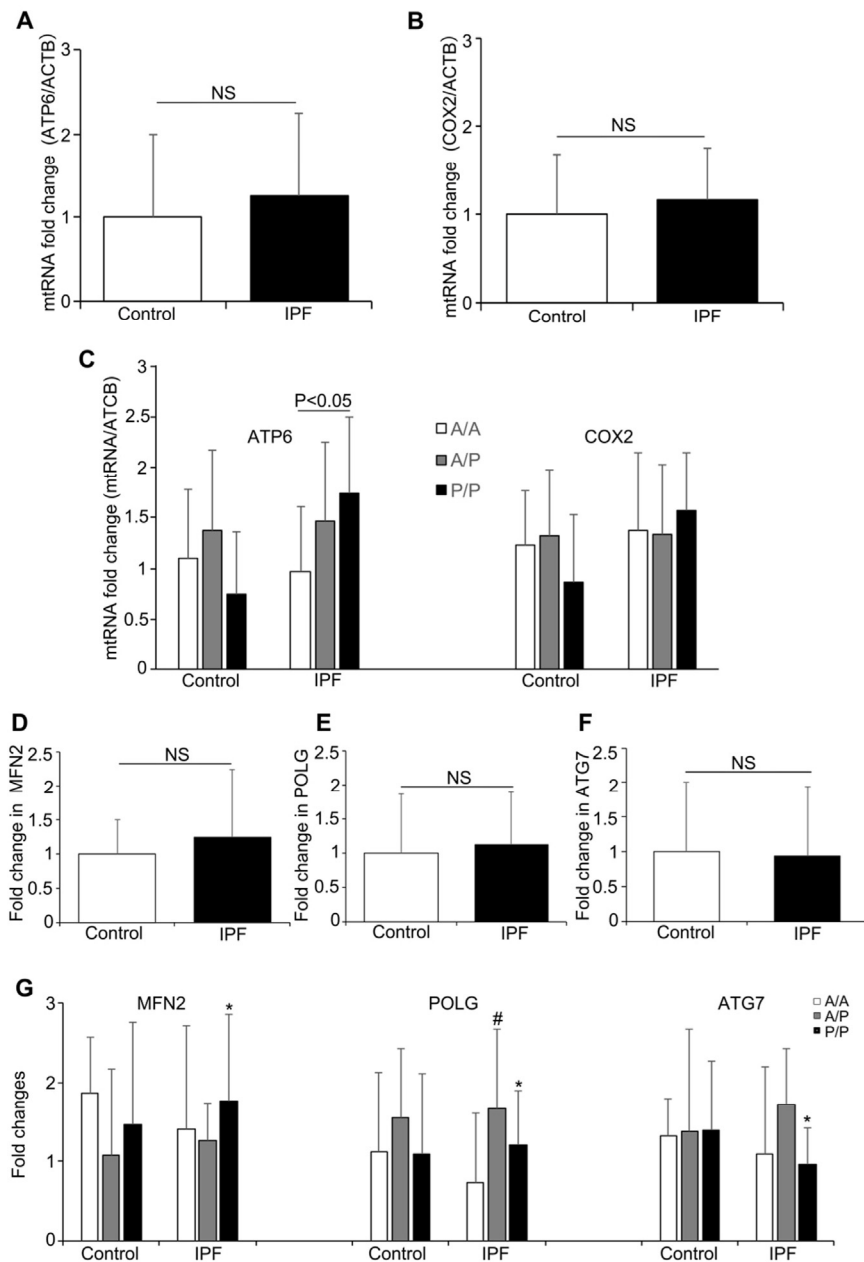 A
mtRNA fold change (ATP6/ACTB)
3
2
1
0
NS
Control
IPF
B
mtRNA fold change (COX2/ACTB)
3
2
1
0
NS
Control
IPF
C
mtRNA fold change (mtRNA/ATCB)
3
2.5
2
1.5
1
0.5
0
ATP6
P<0.05
A/A
A/P
P/P
COX2
Control
IPF
Control
IPF
D
Fold change in MFN2
2.5
2
1.5
1
0.5
0
NS
Control
IPF
E
Fold change in POLG
2.5
2
1.5
1
0.5
0
NS
Control
IPF
F
Fold change in ATG7
2.5
2
1.5
1
0.5
0
NS
Control
IPF
G
Fold changes
3
2
1
0
MFN2
*
POLG
#
*
ATG7
*
A/A
A/P
P/P
Control
IPF
Control
IPF
Control
IPF